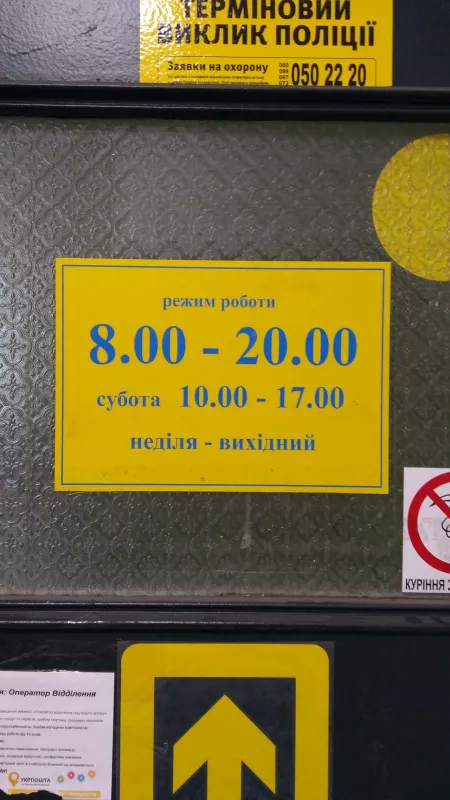 ТЕРМІНОВИЙ
ВИКЛИК ПОЛІЦІЇ
Заявки на охорону
050 22 20
режим роботи
8.00 - 20.00
субота 10.00 - 17.00
неділя - вихідний
КУРІННЯ
Оператор Відділення
УКРПОШТА